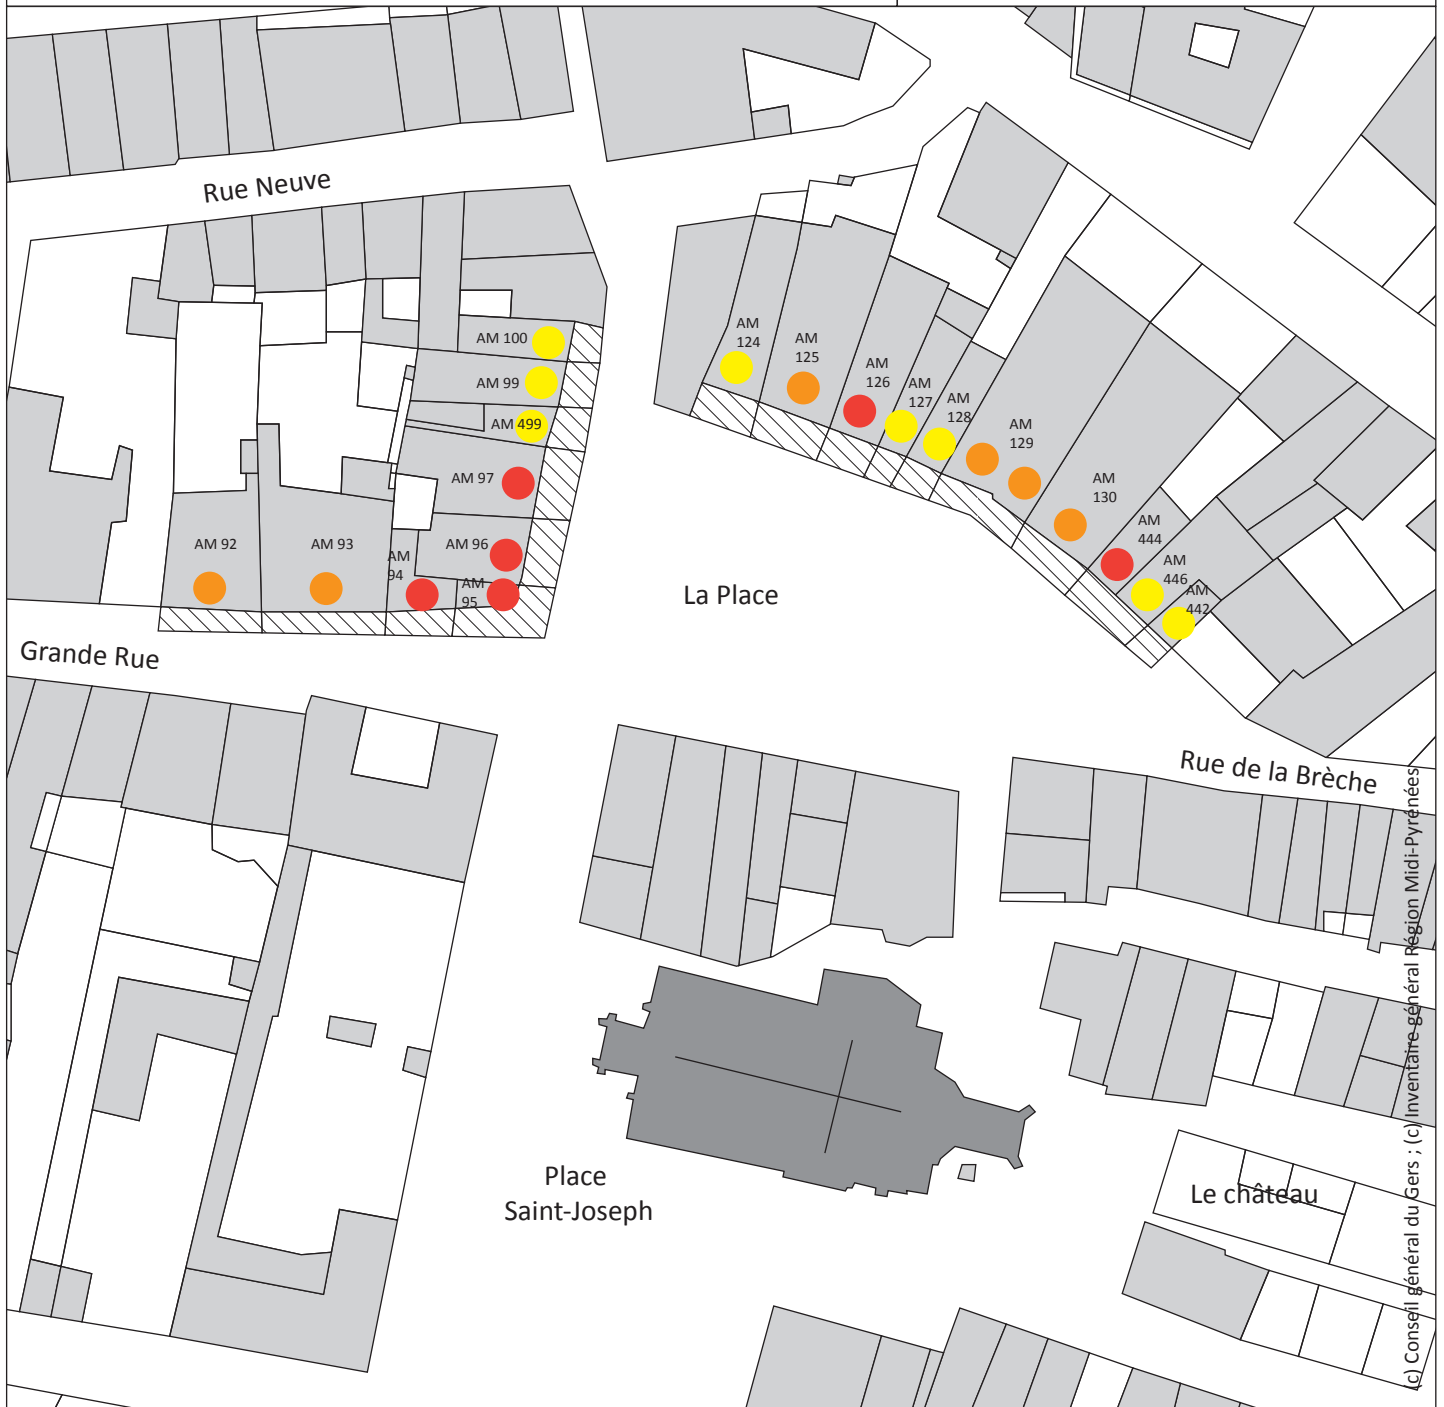 Rue Neuve
AM 100
AM 99
AM 499
AM 97
AM 96
AM
95
AM
94
AM 93
AM 92
AM
124
AM
125
AM
126
AM
127
AM
128
AM
129
AM
130
AM
444
AM
446
AM
442
La Place
Grande Rue
Rue de la Brèche
Place
Saint-Joseph
Le château
(c) Conseil général du Gers ; (c) Inventaire général Région Midi-Pyrénées